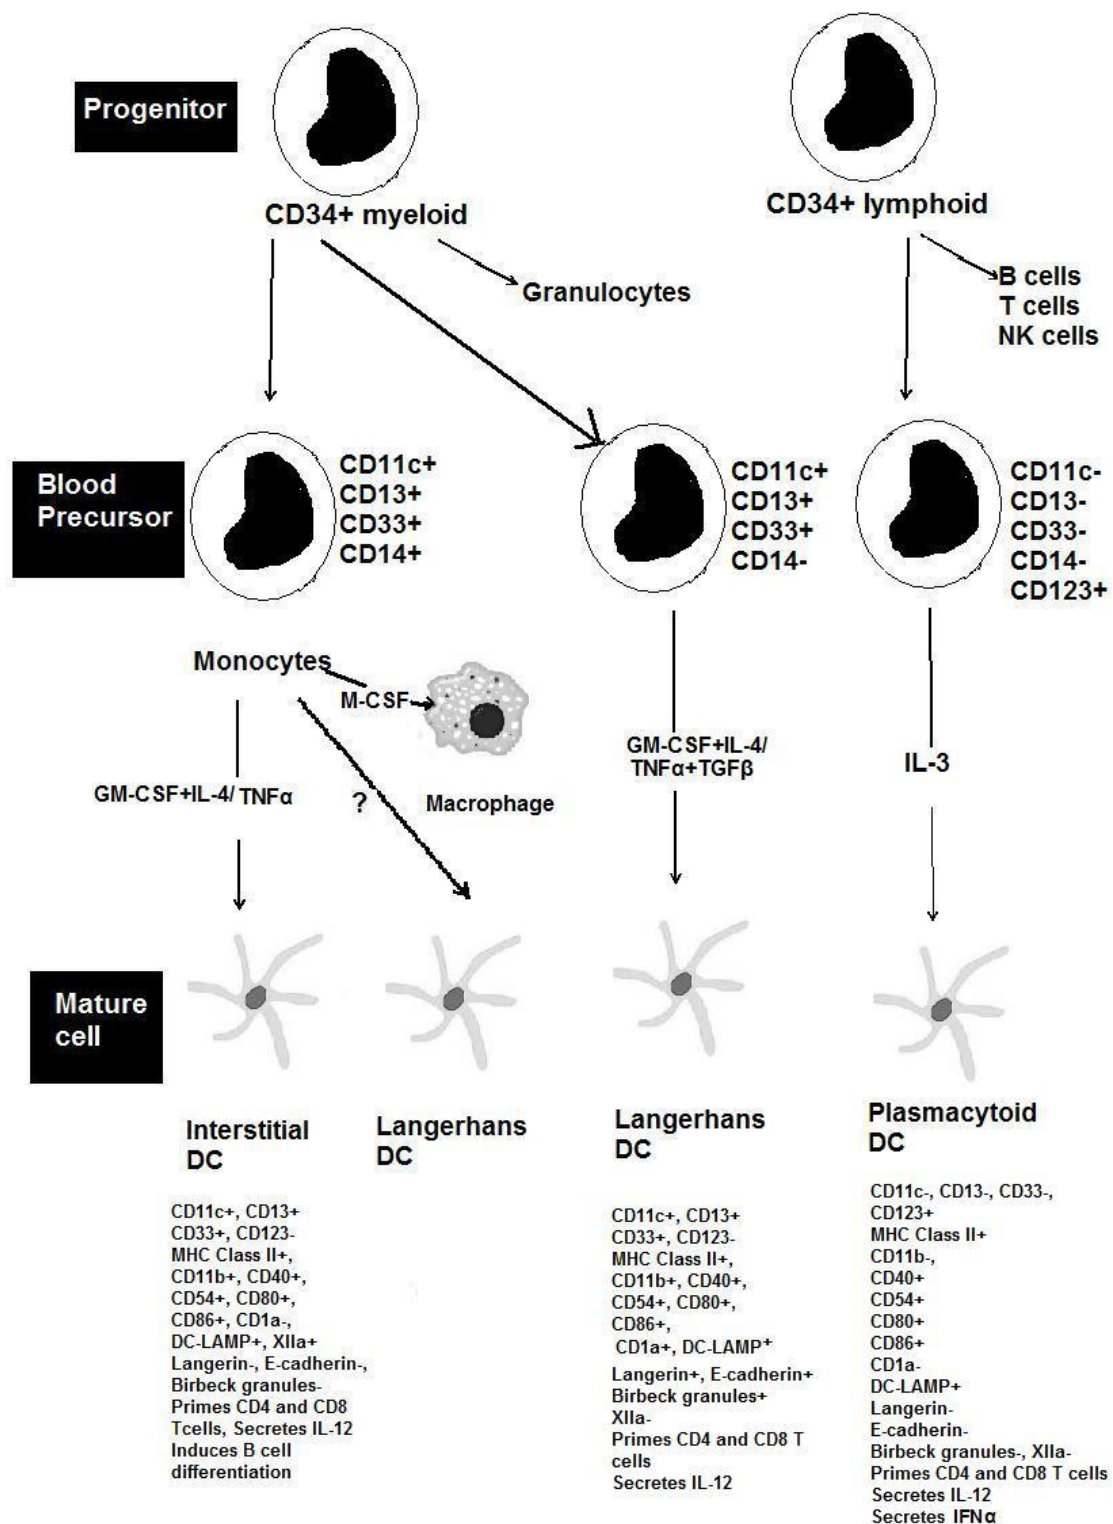 Progenitor
CD34+ myeloid
CD34+ lymphoid
Granulocytes
B cells
T cells
NK cells
Blood
Precursor
CD11c+
CD13+
CD33+
CD14+
CD11c+
CD13+
CD33+
CD14-
CD11c-
CD13-
CD33-
CD14-
CD123+
Monocytes
M-CSF
Macrophage
GM-CSF+IL-4/ TNFα
?
GM-CSF+IL-4/
TNFα+TGFβ
IL-3
Mature
cell
Interstitial
DC
CD11c+, CD13+
CD33+, CD123-
MHC Class II+,
CD11b+, CD40+,
CD54+, CD80+,
CD86+, CD1a-,
DC-LAMP+, XIIa+
Langerin-, E-cadherin-,
Birbeck granules-
Primes CD4 and CD8
Tcells, Secretes IL-12
Induces B cell
differentiation
Langerhans
DC
Langerhans
DC
CD11c+, CD13+
CD33+, CD123-
MHC Class II+,
CD11b+, CD40+,
CD54+, CD80+,
CD86+,
CD1a+, DC-LAMP+
Langerin+, E-cadherin+
Birbeck granules+
XIIa-
Primes CD4 and CD8 T
cells
Secretes IL-12
Plasmacytoid
DC
CD11c-, CD13-, CD33-,
CD123+
MHC Class II+
CD11b-,
CD40+
CD54+
CD80+
CD86+
CD1a-
DC-LAMP+
Langerin-
E-cadherin-
Birbeck granules-, XIIa-
Primes CD4 and CD8 T cells
Secretes IL-12
Secretes IFNα